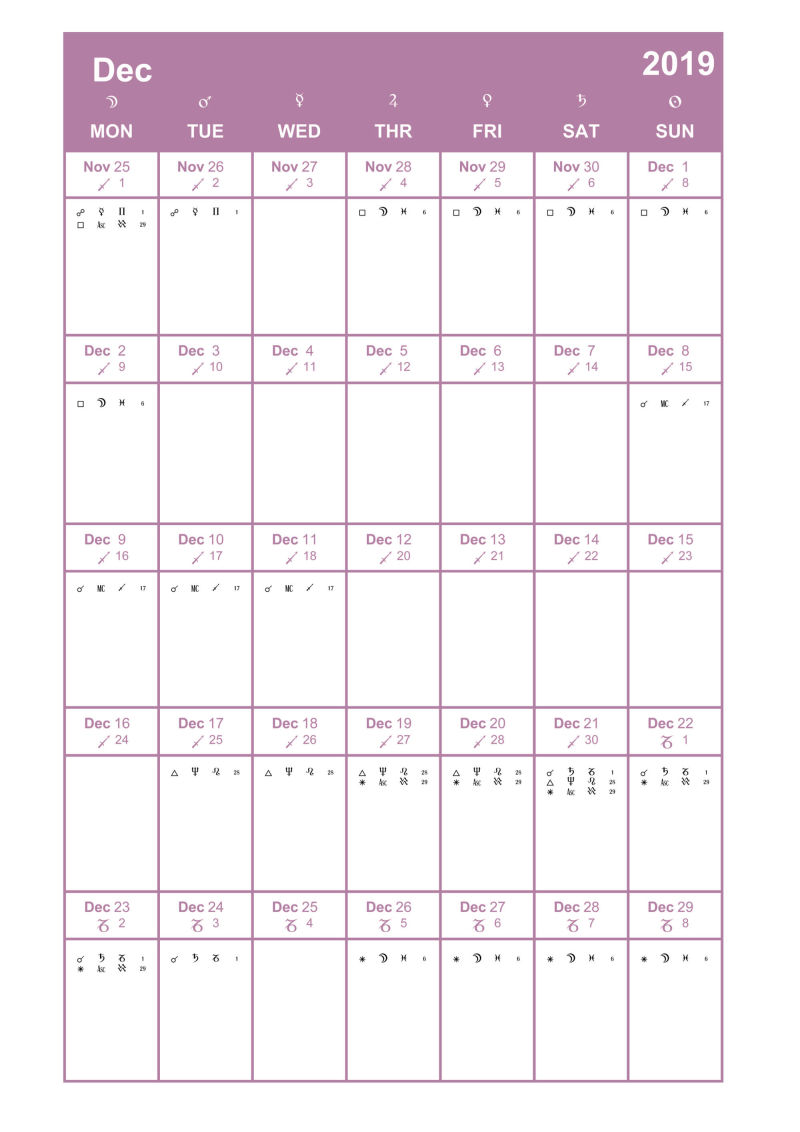 Dec 2019
☽ ♂ ☿ ♃ ♀ ♄ ☉
MON TUE WED THR FRI SAT SUN
Nov 25 Nov 26 Nov 27 Nov 28 Nov 29 Nov 30 Dec 1
♐ 1 ♐ 2 ♐ 3 ♐ 4 ♐ 5 ♐ 6 ♐ 8
☍ ☿ ♊ 1 ☍ ☿ ♊ 1 □ ☽ ♓ 6 □ ☽ ♓ 6 □ ☽ ♓ 6 □ ☽ ♓ 6
□ Asc ♒ 29
Dec 2 Dec 3 Dec 4 Dec 5 Dec 6 Dec 7 Dec 8
♐ 9 ♐ 10 ♐ 11 ♐ 12 ♐ 13 ♐ 14 ♐ 15
□ ☽ ♓ 6 ☌ MC ♐ 17
Dec 9 Dec 10 Dec 11 Dec 12 Dec 13 Dec 14 Dec 15
♐ 16 ♐ 17 ♐ 18 ♐ 20 ♐ 21 ♐ 22 ♐ 23
☌ MC ♐ 17 ☌ MC ♐ 17 ☌ MC ♐ 17
Dec 16 Dec 17 Dec 18 Dec 19 Dec 20 Dec 21 Dec 22
♐ 24 ♐ 25 ♐ 26 ♐ 27 ♐ 28 ♐ 30 ♑ 1
△ ♆ ♌ 28 △ ♆ ♌ 28 △ ♆ ♌ 28 △ ♆ ♌ 28 ☌ ♄ ♑ 1 ☌ ♄ ♑ 1
⚹ Asc ♒ 29 ⚹ Asc ♒ 29 △ ♆ ♌ 28 ⚹ Asc ♒ 29
⚹ Asc ♒ 29
Dec 23 Dec 24 Dec 25 Dec 26 Dec 27 Dec 28 Dec 29
♑ 2 ♑ 3 ♑ 4 ♑ 5 ♑ 6 ♑ 7 ♑ 8
☌ ♄ ♑ 1 ☌ ♄ ♑ 1 ⚹ ☽ ♓ 6 ⚹ ☽ ♓ 6 ⚹ ☽ ♓ 6 ⚹ ☽ ♓ 6
⚹ Asc ♒ 29